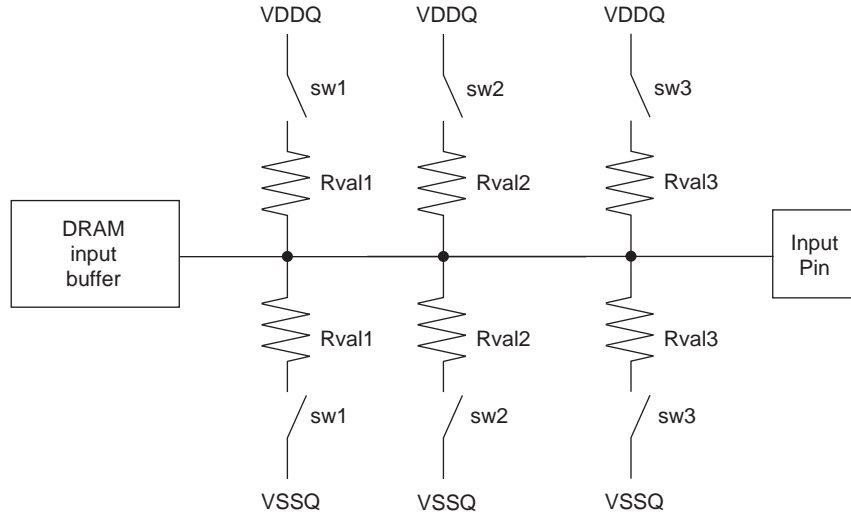 VDDQ
VDDQ
VDDQ
sw1
sw2
sw3
Rval1
Rval2
Rval3
DRAM
input
buffer
Input
Pin
Rval1
Rval2
Rval3
sw1
sw2
sw3
VSSQ
VSSQ
VSSQ